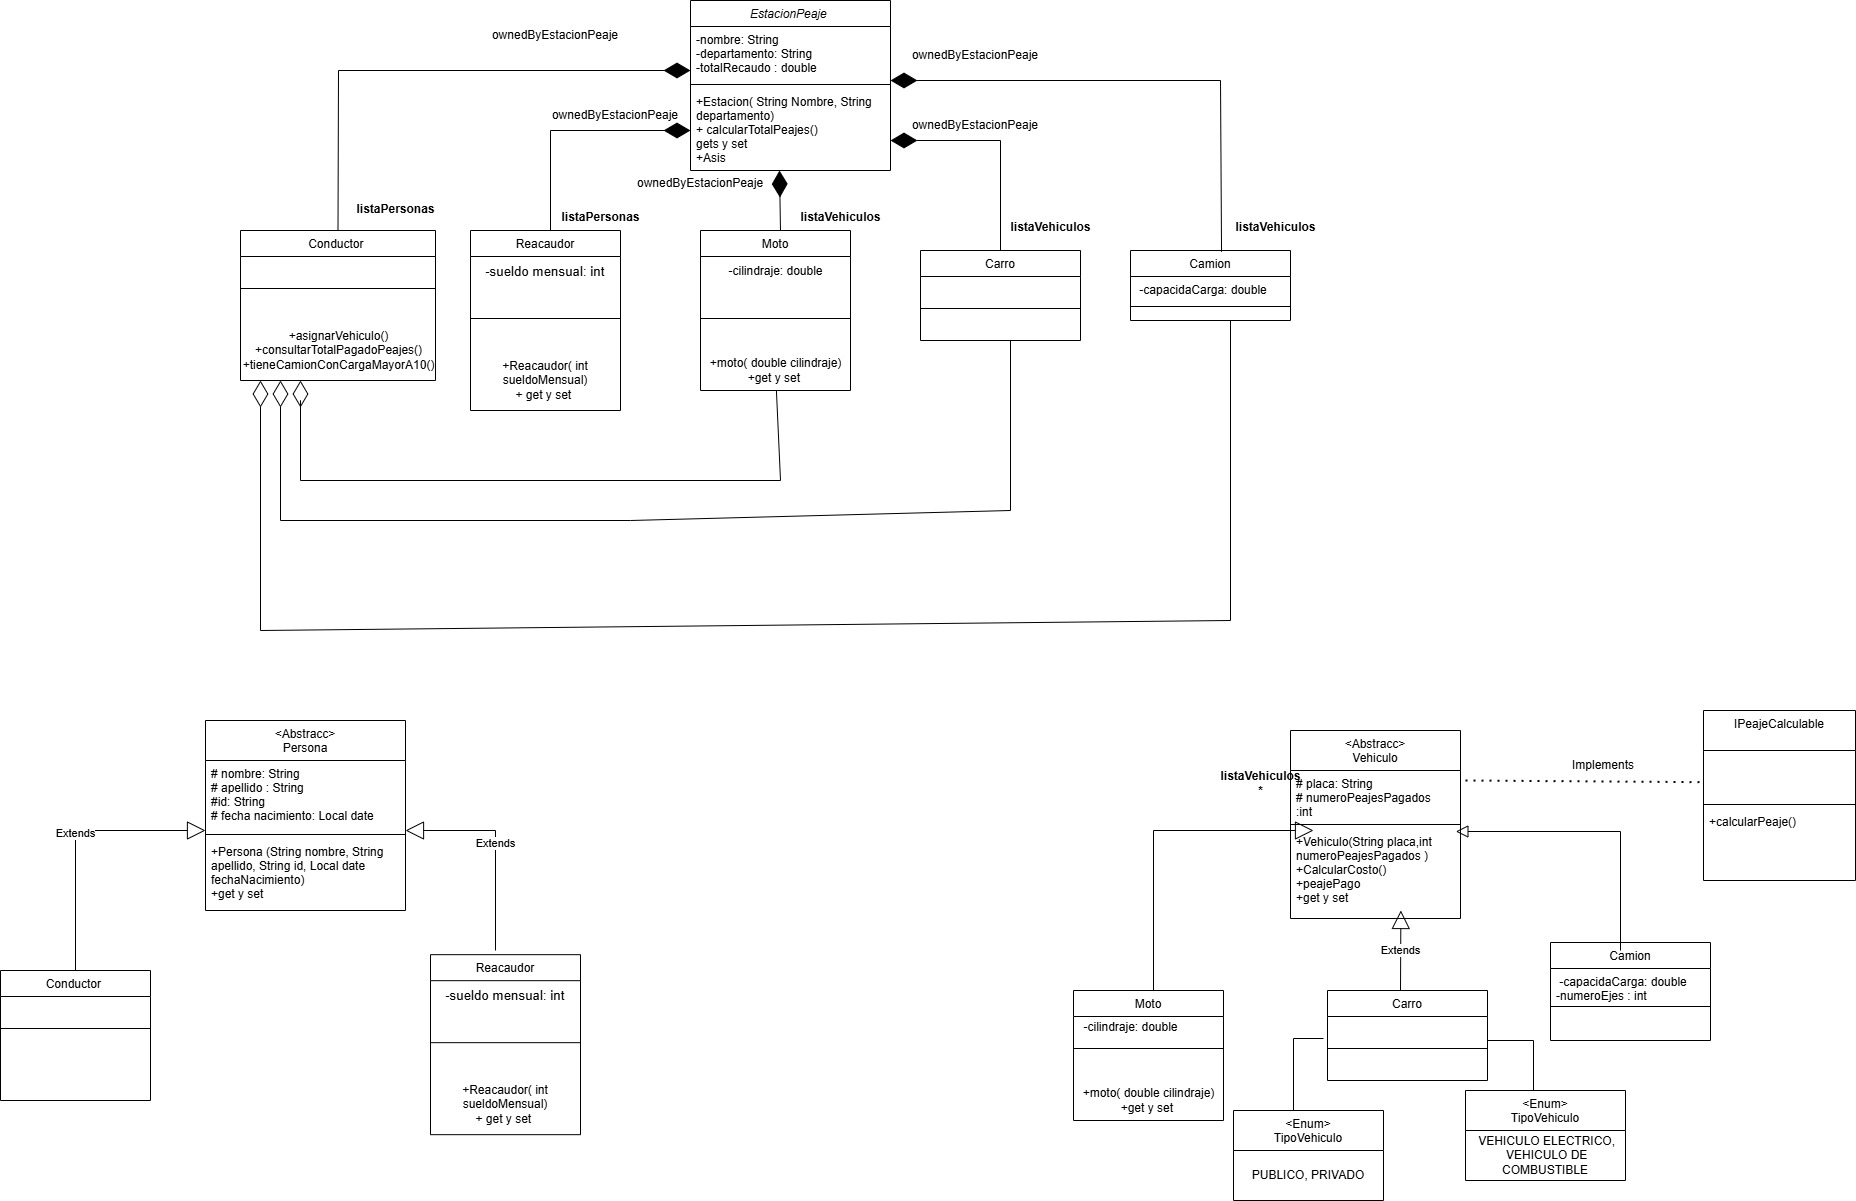 EstacionPeaje
-nombre: String
-departamento: String
-totalRecaudo : double
+Estacion( String Nombre, String
departamento)
+ calcularTotalPeajes()
gets y set
+Asis
ownedByEstacionPeaje
ownedByEstacionPeaje
ownedByEstacionPeaje
ownedByEstacionPeaje
ownedByEstacionPeaje
listaPersonas
listaPersonas
listaVehiculos
listaVehiculos
listaVehiculos
Conductor
+asignarVehiculo()
+consultarTotalPagadoPeajes()
+tieneCamionConCargaMayorA10()
Reacaudor
-sueldo mensual: int
+Reacaudor( int
sueldoMensual)
+ get y set
Moto
-cilindraje: double
+moto( double cilindraje)
+get y set
Carro
Camion
-capacidaCarga: double
<Abstracc>
Persona
# nombre: String
# apellido : String
#id: String
# fecha nacimiento: Local date
+Persona (String nombre, String
apellido, String id, Local date
fechaNacimiento)
+get y set
Extends
Extends
Conductor
Reacaudor
-sueldo mensual: int
+Reacaudor( int
sueldoMensual)
+ get y set
<Abstracc>
Vehiculo
listaVehiculos
*
# placa: String
# numeroPeajesPagados
:int
+Vehiculo(String placa,int
numeroPeajesPagados )
+CalcularCosto()
+peajePago
+get y set
Implements
IPeajeCalculable
+calcularPeaje()
Extends
Moto
-cilindraje: double
+moto( double cilindraje)
+get y set
Carro
Camion
-capacidaCarga: double
-numeroEjes : int
<Enum>
TipoVehiculo
PUBLICO, PRIVADO
<Enum>
TipoVehiculo
VEHICULO ELECTRICO,
VEHICULO DE
COMBUSTIBLE